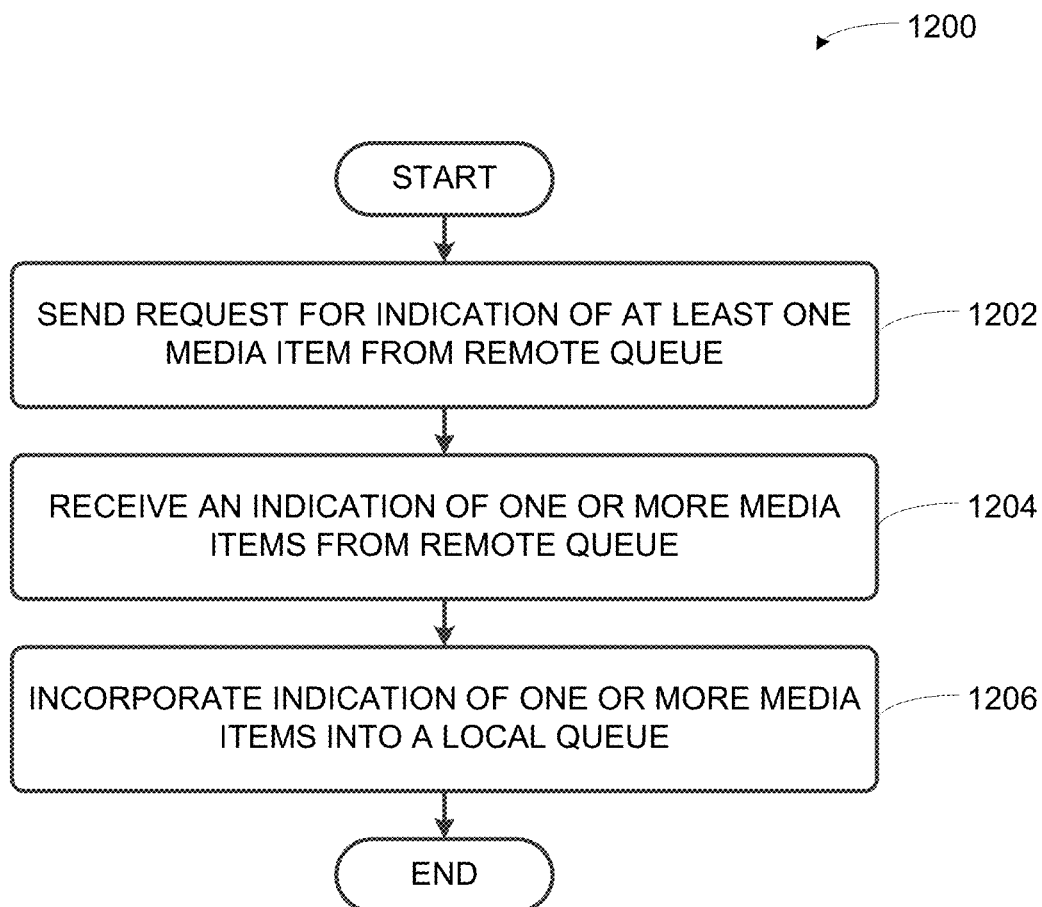 1200
START
SEND REQUEST FOR INDICATION OF AT LEAST ONE
MEDIA ITEM FROM REMOTE QUEUE
1202
RECEIVE AN INDICATION OF ONE OR MORE MEDIA
ITEMS FROM REMOTE QUEUE
1204
INCORPORATE INDICATION OF ONE OR MORE MEDIA
ITEMS INTO A LOCAL QUEUE
1206
END